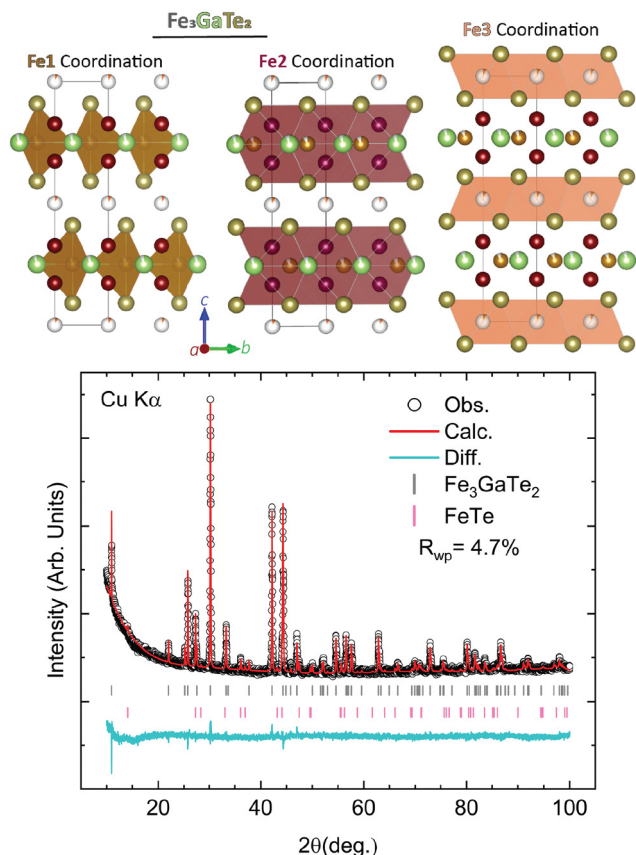 Fe₃GaTe₂
Fe1 Coordination
Fe2 Coordination
Fe3 Coordination
c
a
b
Cu Kα
Obs.
Calc.
Diff.
Fe₃GaTe₂
FeTe
R_wp = 4.7%
Intensity (Arb. Units)
20 40 60 80 100
2θ(deg.)